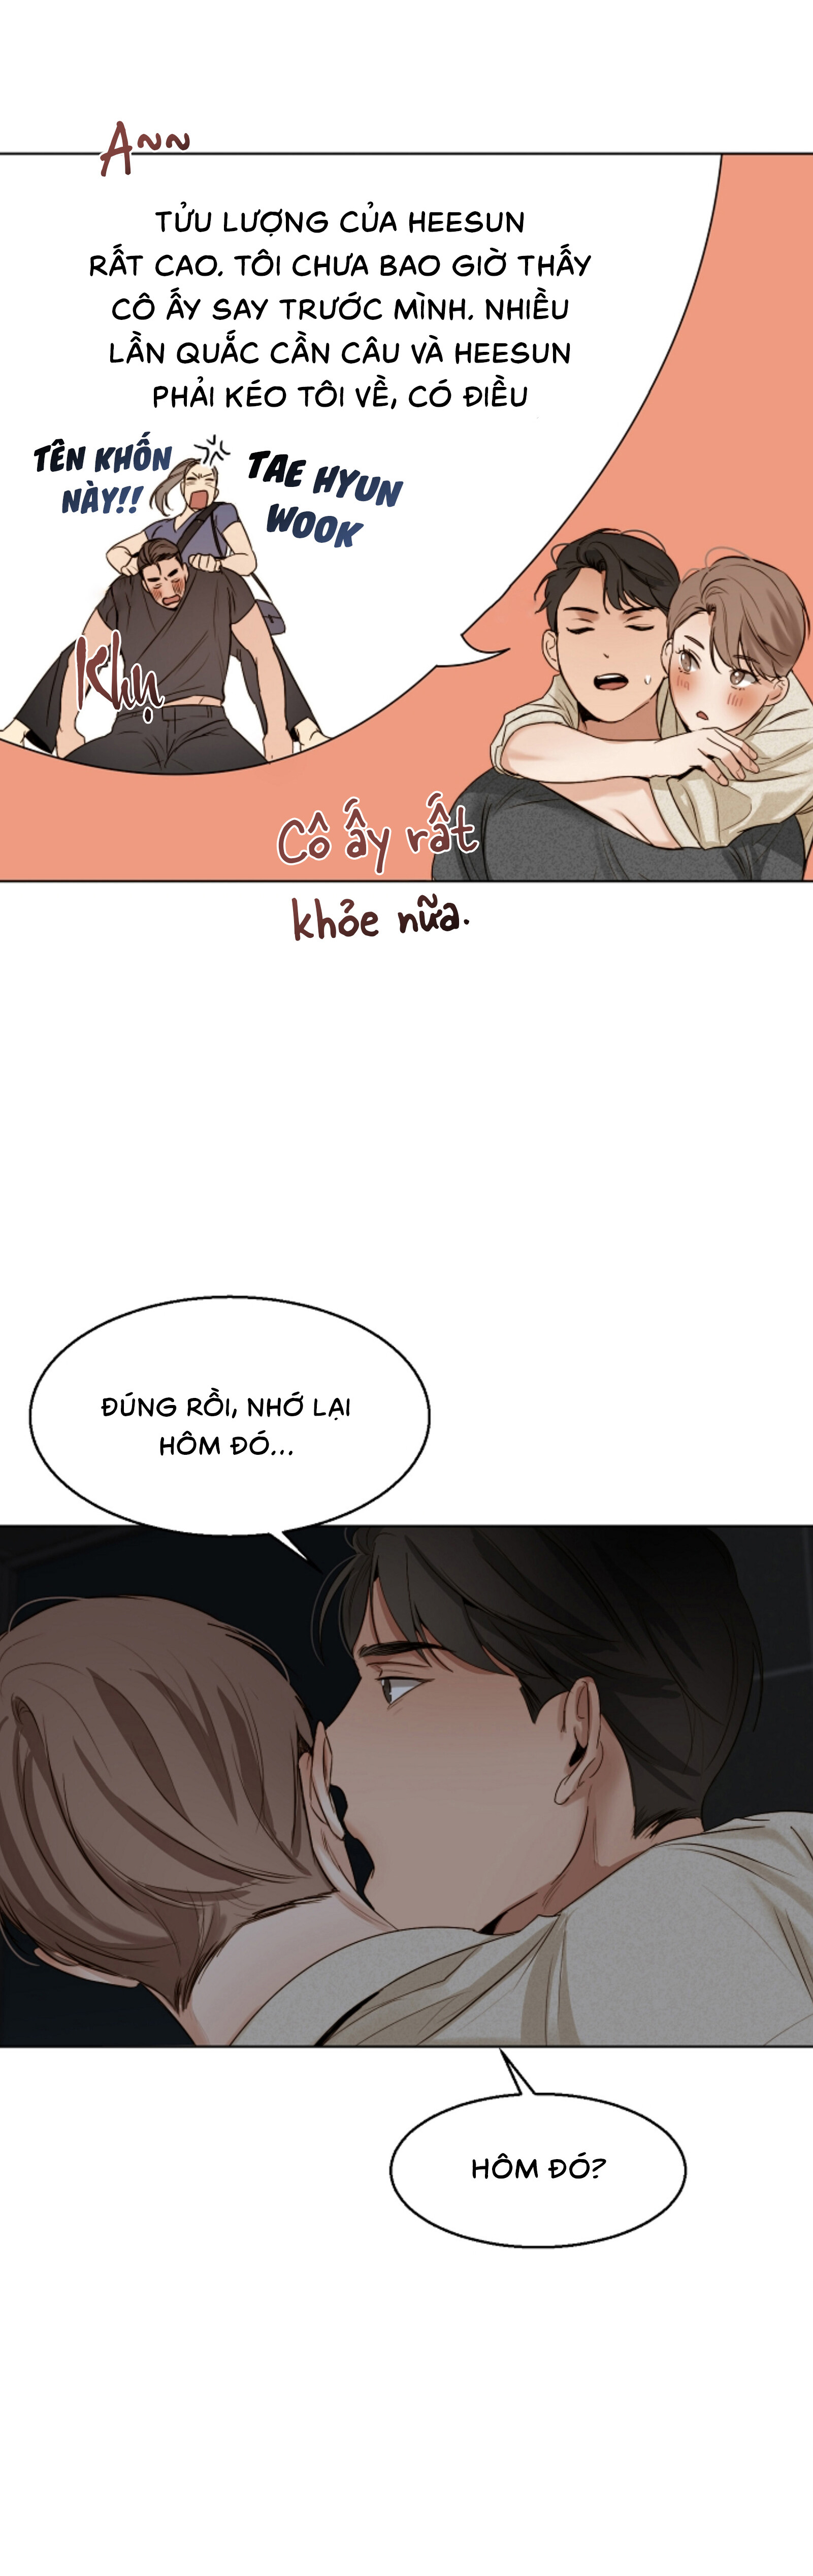 Ann
TỬU LƯỢNG CỦA HEESUN
RẤT CAO. TÔI CHƯA BAO GIỜ THẤY
CÔ ẤY SAY TRƯỚC MÌNH. NHIỀU
LẦN QUẮC CẦN CÂU VÀ HEESUN
PHẢI KÉO TÔI VỀ, CÓ ĐIỀU
TÊN KHỐN
NÀY!!
TAE HYUN
WOOK
Khụ
Cô ấy rất
khỏe nữa.
ĐÚNG RỒI, NHỚ LẠI
HÔM ĐÓ...
HÔM ĐÓ?